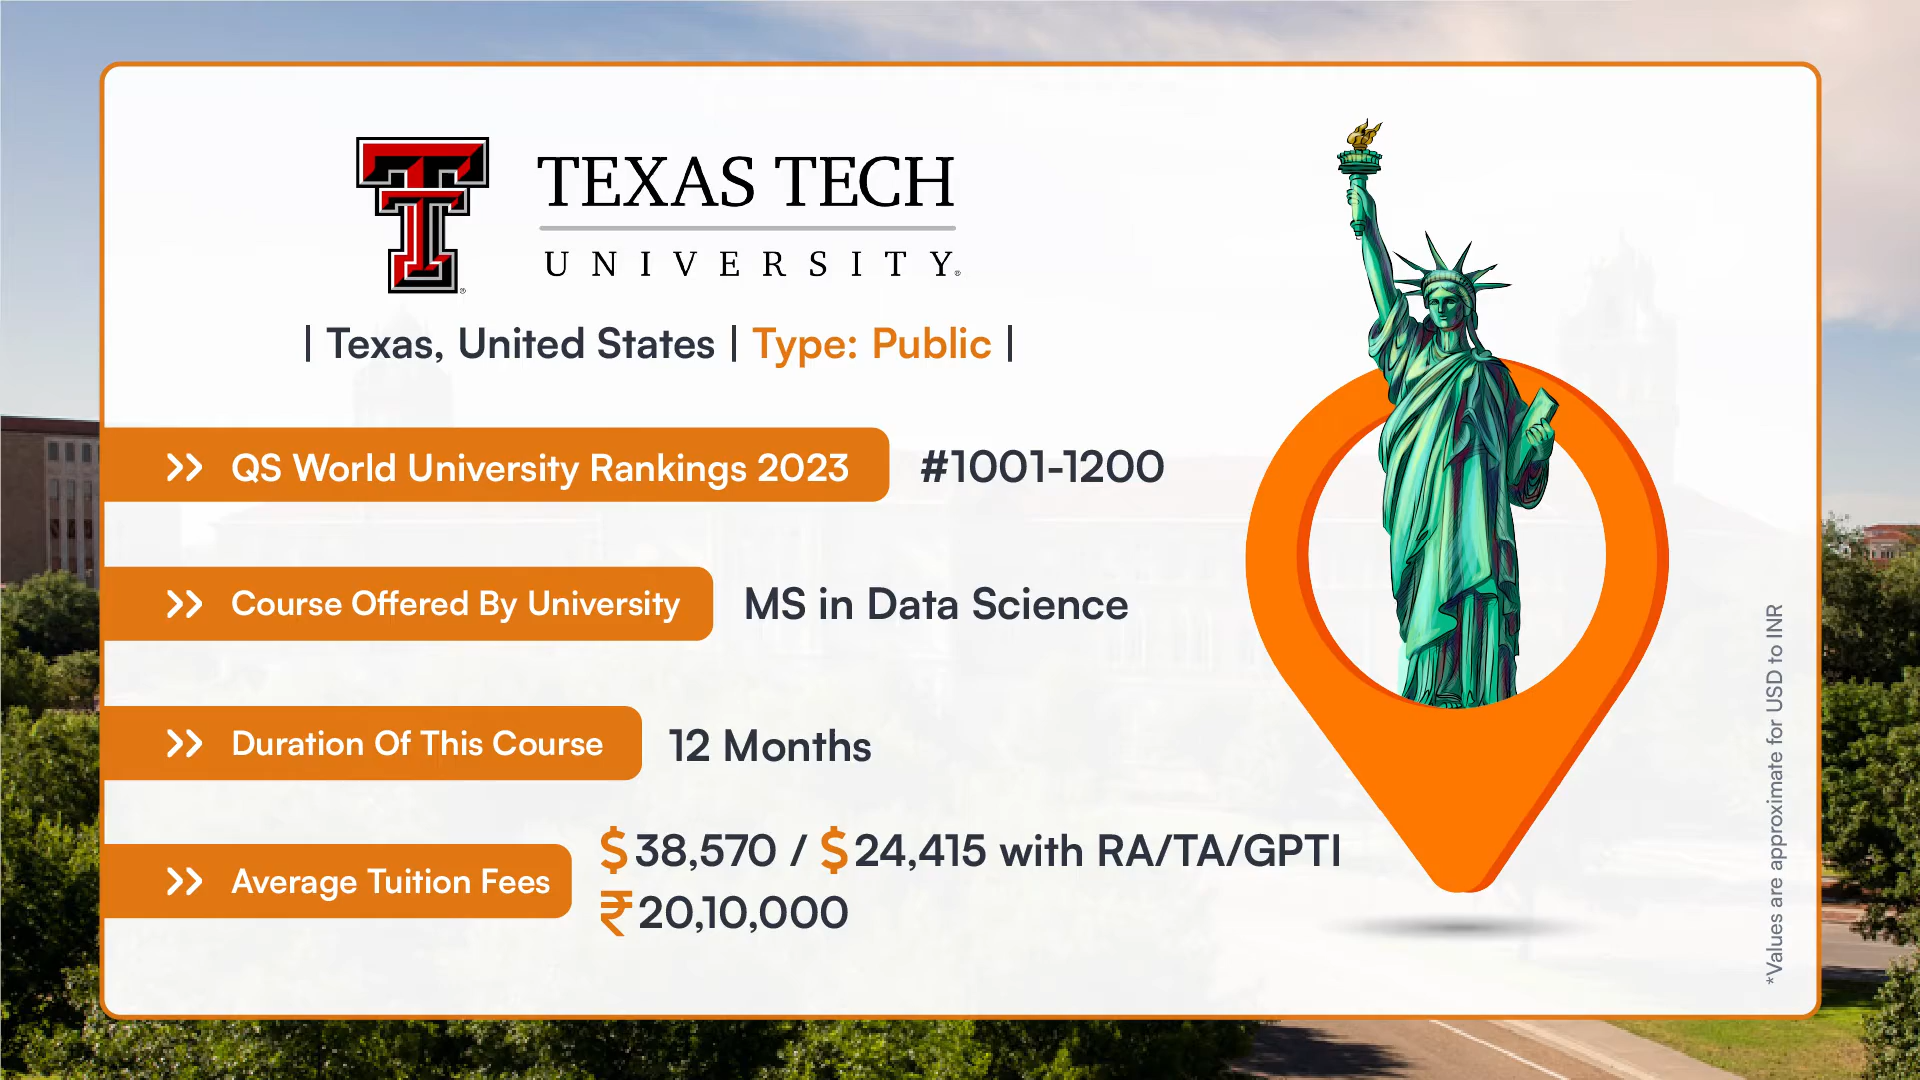 TEXAS TECH
UNIVERSITY®
| Texas, United States | Type: Public |
QS World University Rankings 2023 #1001-1200
Course Offered By University MS in Data Science
Duration Of This Course 12 Months
Average Tuition Fees $38,570 / $24,415 with RA/TA/GPTI
₹20,10,000
*Values are approximate for USD to INR